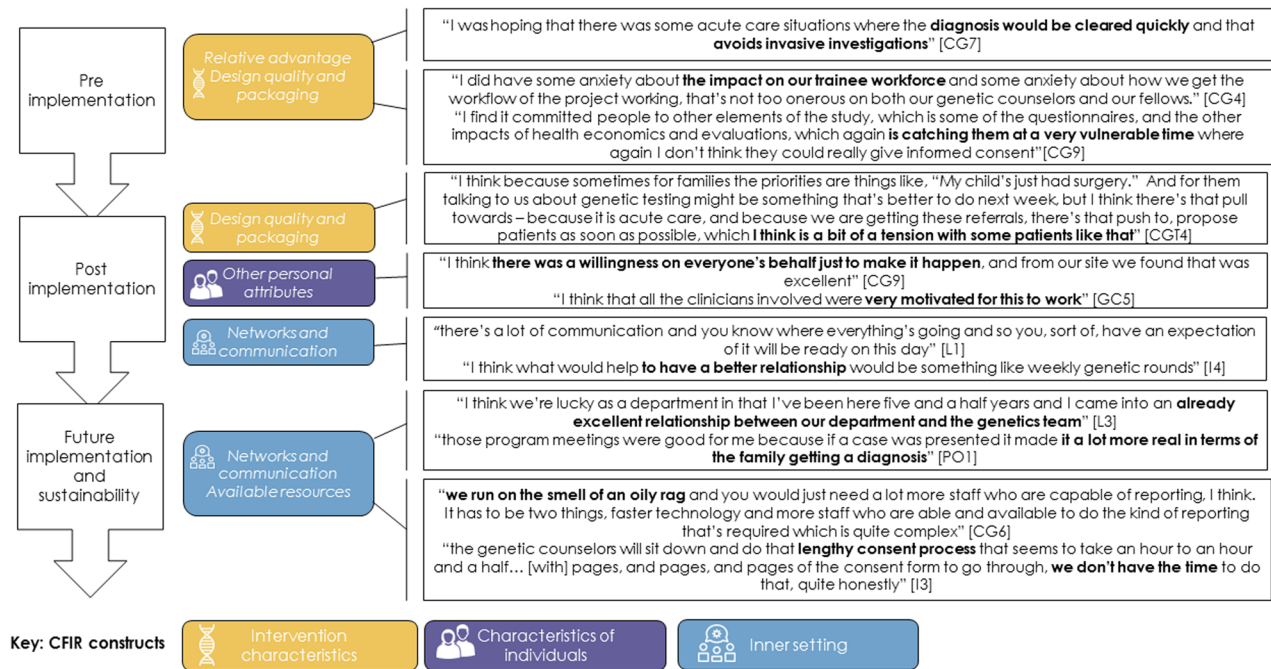 Pre
implementation
Relative advantage
Design quality and
packaging
“I was hoping that there was some acute care situations where the diagnosis would be cleared quickly and that
avoids invasive investigations” [CG7]
“I did have some anxiety about the impact on our trainee workforce and some anxiety about how we get the
workflow of the project working, that’s not too onerous on both our genetic counselors and our fellows.” [CG4]
“I find it committed people to other elements of the study, which is some of the questionnaires, and the other
impacts of health economics and evaluations, which again is catching them at a very vulnerable time where
again I don’t think they could really give informed consent”[CG9]
Post
implementation
Design quality and
packaging
“I think because sometimes for families the priorities are things like, “My child’s just had surgery.”  And for them
talking to us about genetic testing might be something that’s better to do next week, but I think there’s that pull
towards – because it is acute care, and because we are getting these referrals, there’s that push to, propose
patients as soon as possible, which I think is a bit of a tension with some patients like that” [CGT4]
Other personal
attributes
“I think there was a willingness on everyone’s behalf just to make it happen, and from our site we found that was
excellent” [CG9]
“I think that all the clinicians involved were very motivated for this to work” [GC5]
Networks and
communication
“there’s a lot of communication and you know where everything’s going and so you, sort of, have an expectation
of it will be ready on this day” [L1]
“I think what would help to have a better relationship would be something like weekly genetic rounds” [I4]
Future
implementation
and
sustainability
Networks and
communication
Available resources
“I think we’re lucky as a department in that I’ve been here five and a half years and I came into an already
excellent relationship between our department and the genetics team” [L3]
“those program meetings were good for me because if a case was presented it made it a lot more real in terms of
the family getting a diagnosis” [PO1]
“we run on the smell of an oily rag and you would just need a lot more staff who are capable of reporting, I think.
It has to be two things, faster technology and more staff who are able and available to do the kind of reporting
that’s required which is quite complex” [CG6]
“the genetic counselors will sit down and do that lengthy consent process that seems to take an hour to an hour
and a half… [with] pages, and pages, and pages of the consent form to go through, we don’t have the time to do
that, quite honestly” [I3]
Key: CFIR constructs
Intervention
characteristics
Characteristics of
individuals
Inner setting